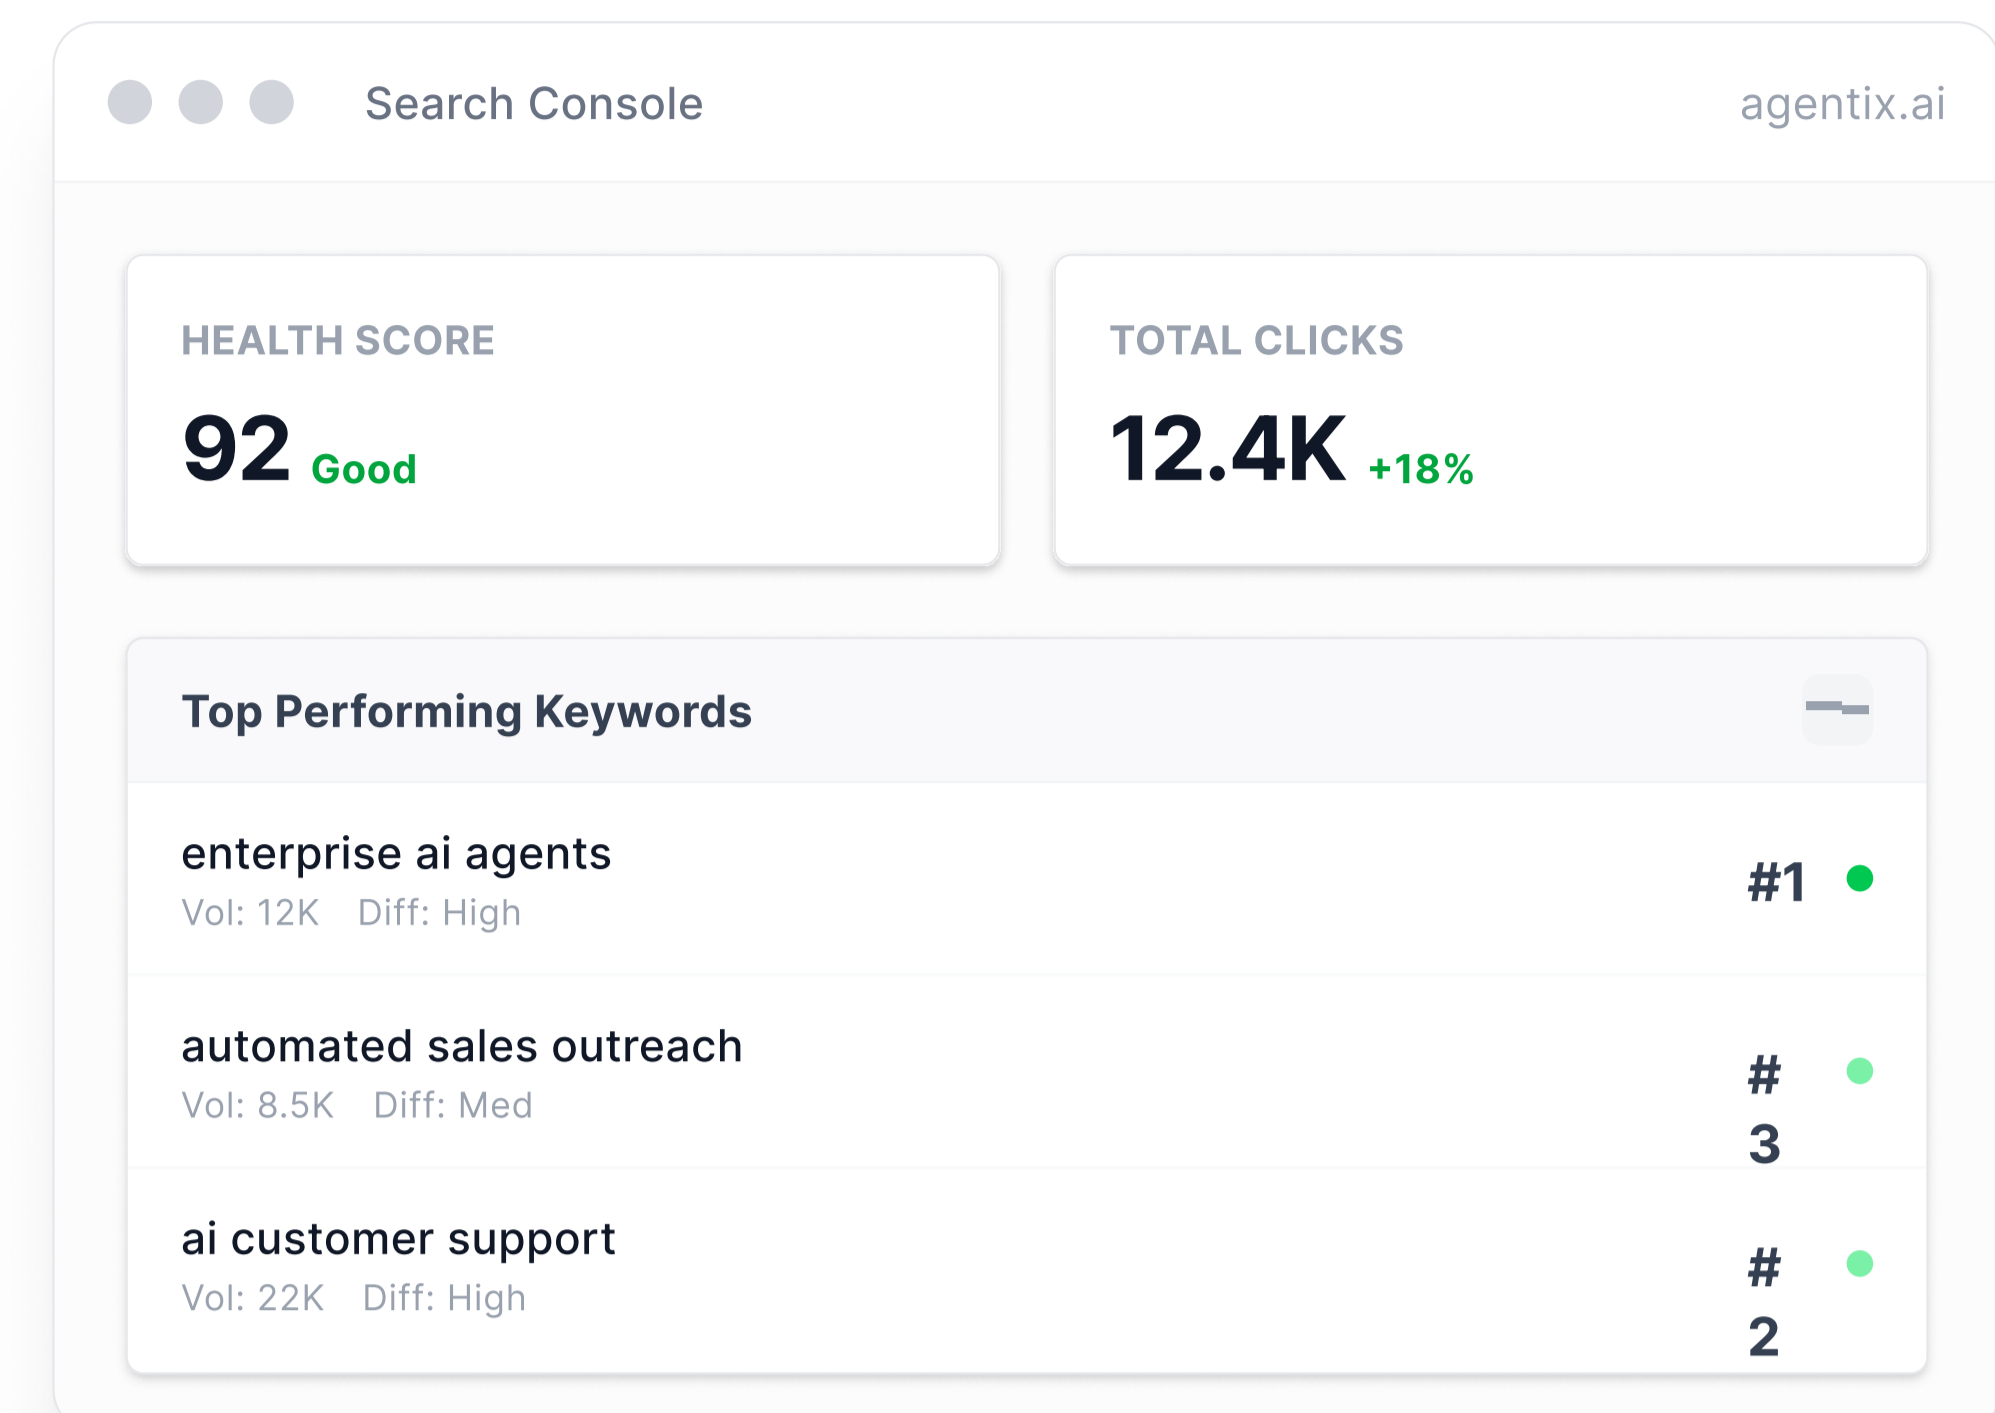 Search Console
agentix.ai
HEALTH SCORE
92 Good
TOTAL CLICKS
12.4K +18%
Top Performing Keywords
enterprise ai agents
Vol: 12K Diff: High
#1
automated sales outreach
Vol: 8.5K Diff: Med
#
3
ai customer support
Vol: 22K Diff: High
#
2